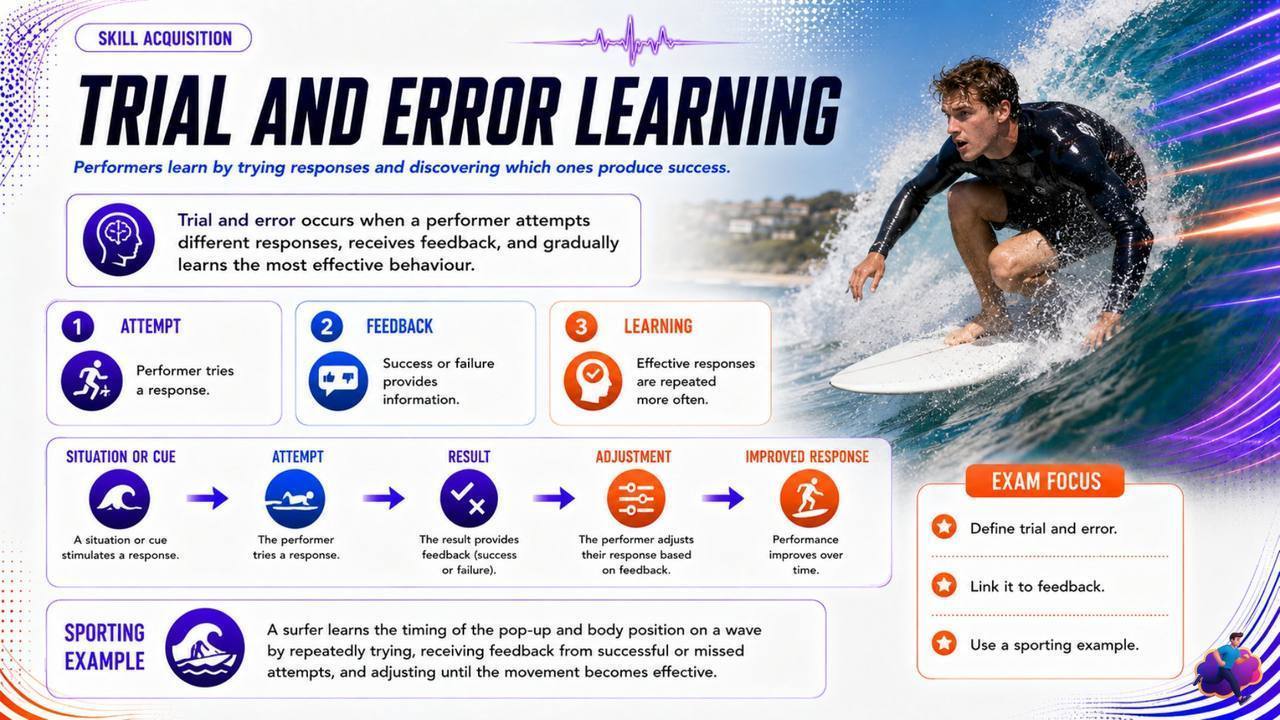 SKILL ACQUISITION
TRIAL AND ERROR LEARNING
Performers learn by trying responses and discovering which ones produce success.
Trial and error occurs when a performer attempts
different responses, receives feedback, and gradually
learns the most effective behaviour.
1 ATTEMPT
Performer tries
a response.
2 FEEDBACK
Success or failure
provides
information.
3 LEARNING
Effective responses
are repeated
more often.
SITUATION OR CUE
A situation or cue
stimulates a response.
ATTEMPT
The performer
tries a response.
RESULT
The result provides
feedback (success
or failure).
ADJUSTMENT
The performer adjusts
their response based
on feedback.
IMPROVED RESPONSE
Performance
improves over
time.
SPORTING
EXAMPLE
A surfer learns the timing of the pop-up and body position on a wave
by repeatedly trying, receiving feedback from successful or missed
attempts, and adjusting until the movement becomes effective.
EXAM FOCUS
Define trial and error.
Link it to feedback.
Use a sporting example.